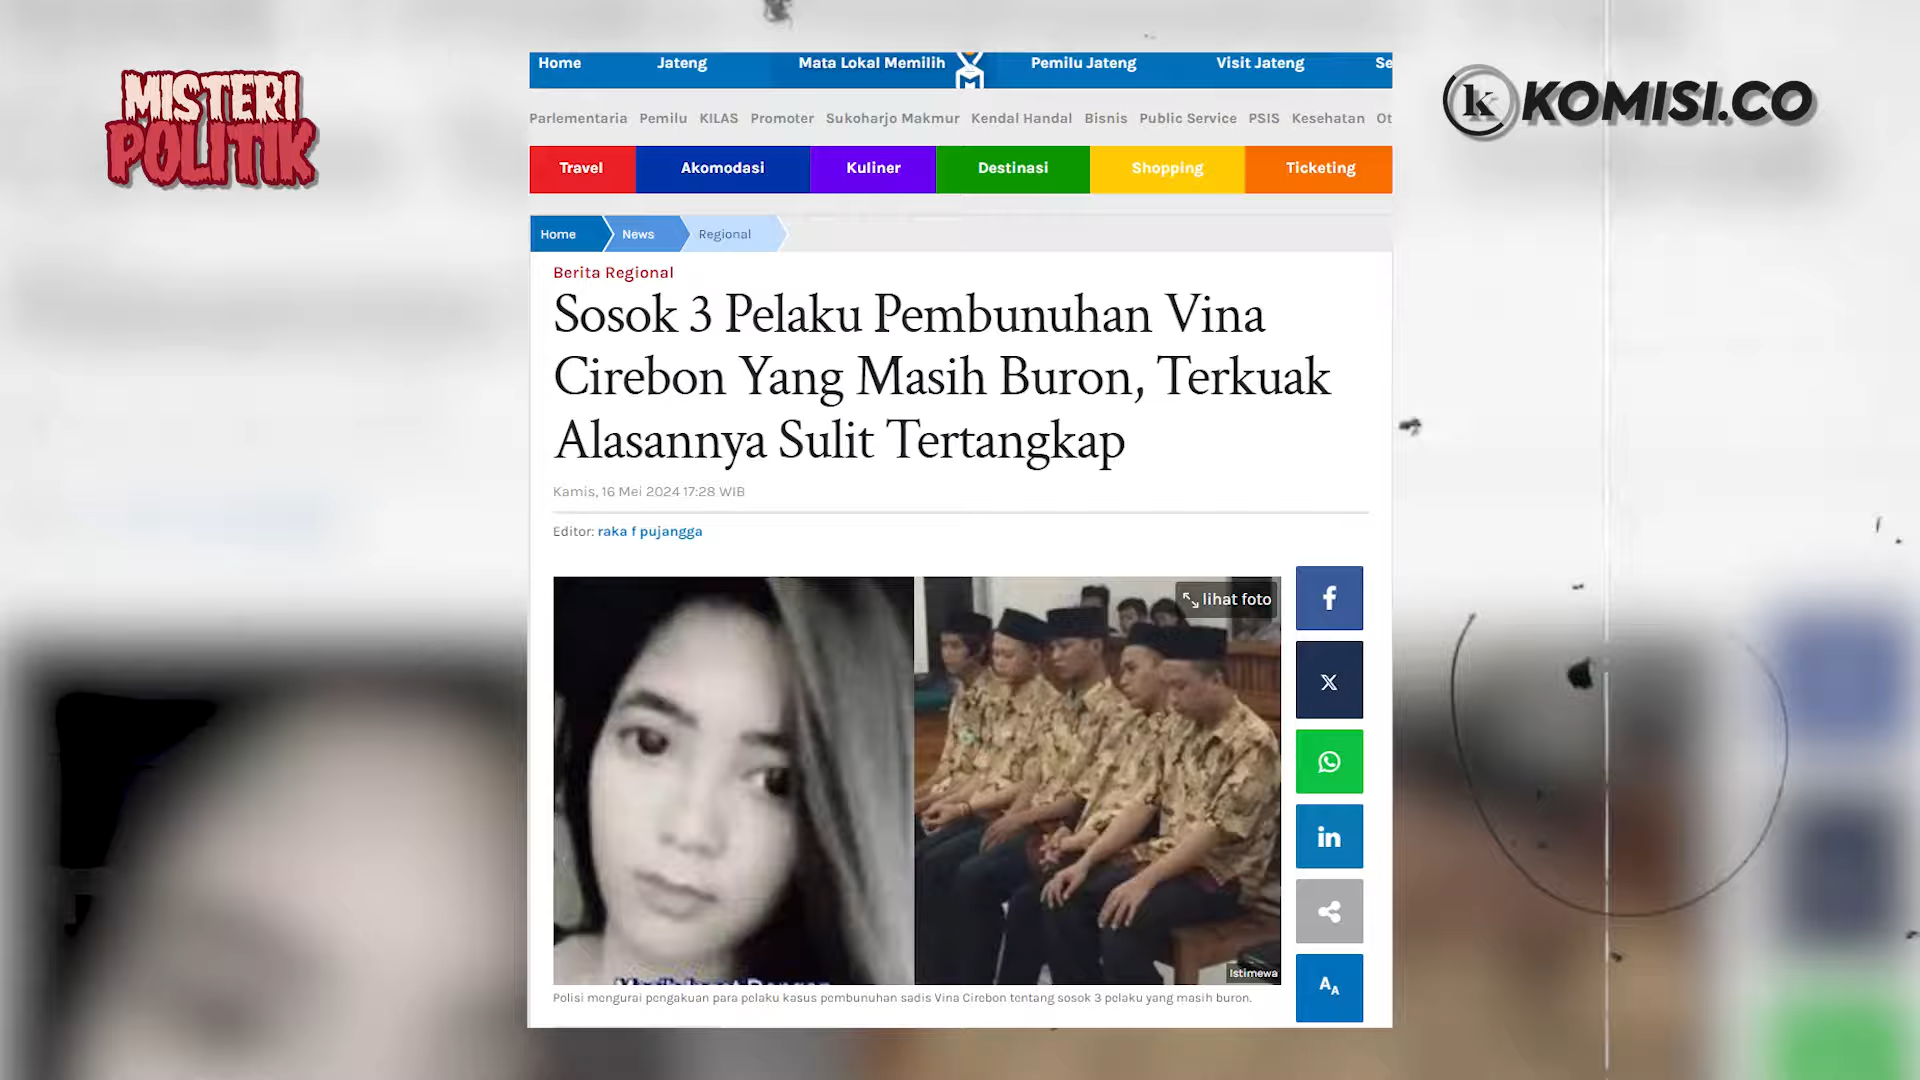 MISTERI
POLITIK
k KOMISI.CO
Home Jateng Mata Lokal Memilih Pemilu Jateng Visit Jateng Se
Parlementaria Pemilu KILAS Promoter Sukoharjo Makmur Kendal Handal Bisnis Public Service PSIS Kesehatan Ot
Travel Akomodasi Kuliner Destinasi Shopping Ticketing
Home News Regional
Berita Regional
Sosok 3 Pelaku Pembunuhan Vina
Cirebon Yang Masih Buron, Terkuak
Alasannya Sulit Tertangkap
Kamis, 16 Mei 2024 17:28 WIB
Editor: raka f pujangga
lihat foto
Istimewa
Polisi mengurai pengakuan para pelaku kasus pembunuhan sadis Vina Cirebon tentang sosok 3 pelaku yang masih buron.
AA